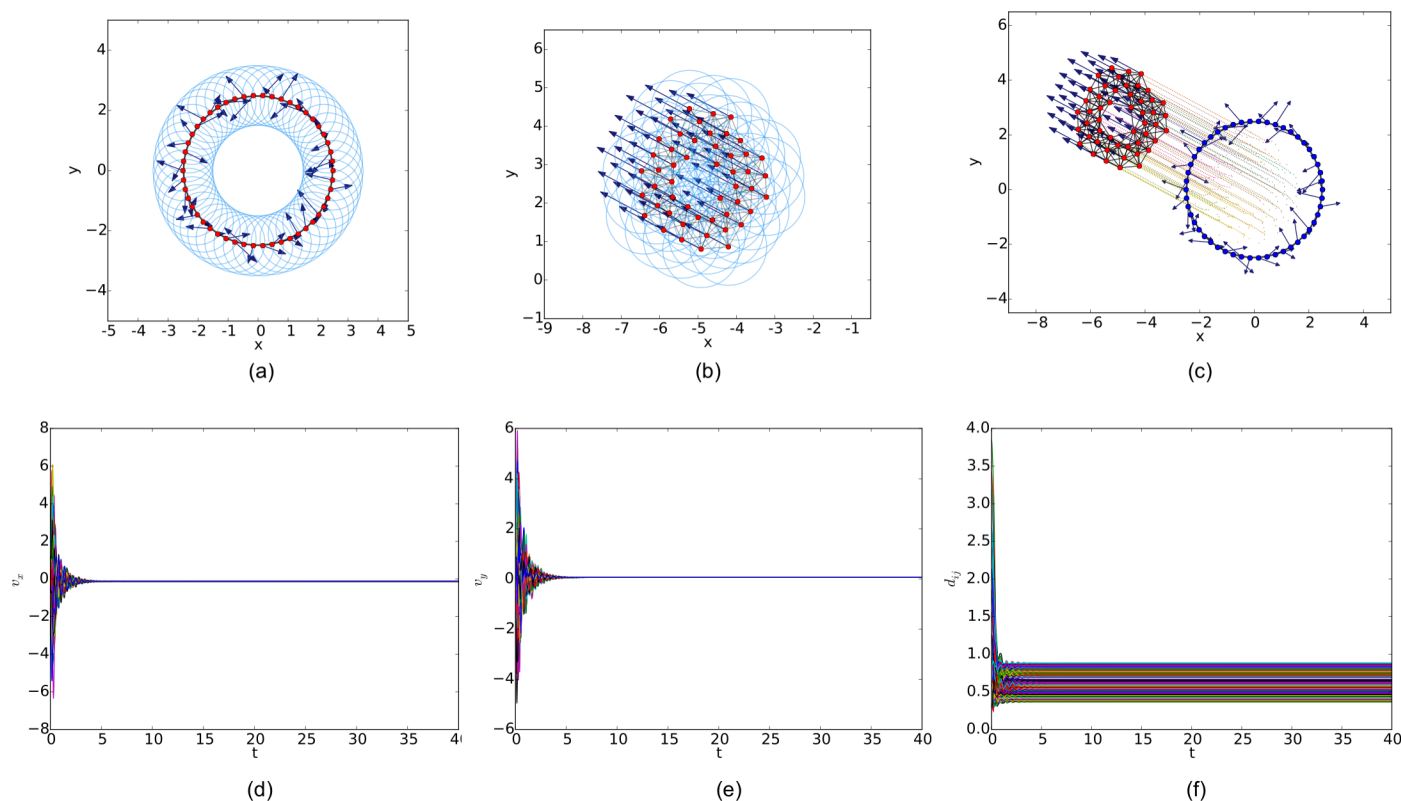 4
2
0
-2
-4
y
-5 -4 -3 -2 -1 0 1 2 3 4 5
x
(a)
6
5
4
3
2
1
0
−1
y
−9 -8 -7 -6 -5 -4 -3 -2 -1
x
(b)
6
4
2
0
−2
−4
y
−8 −6 −4 −2 0 2 4
x
(c)
8
6
4
2
0
−2
−4
−6
−8
v_x
0 5 10 15 20 25 30 35 40
t
(d)
6
4
2
0
−2
−4
−6
v_y
0 5 10 15 20 25 30 35 40
t
(e)
4.0
3.5
3.0
2.5
2.0
1.5
1.0
0.5
0.0
d_{ij}
0 5 10 15 20 25 30 35 40
t
(f)